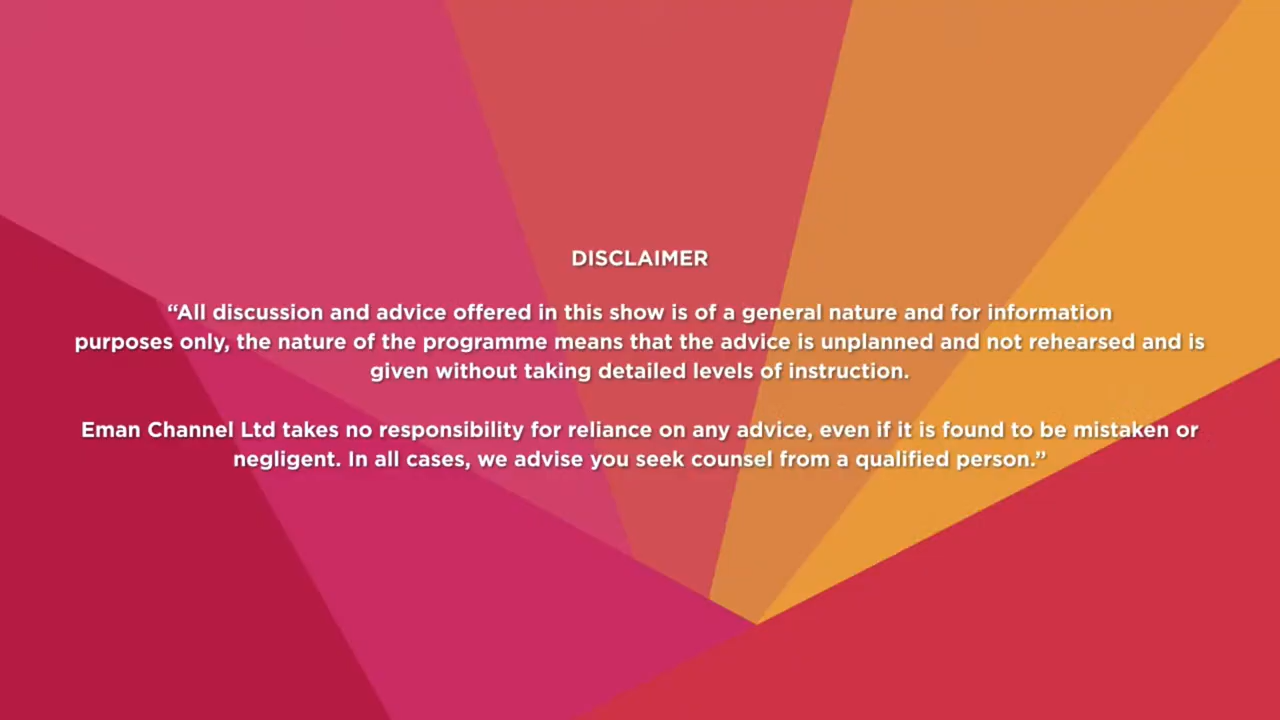 DISCLAIMER
“All discussion and advice offered in this show is of a general nature and for information
purposes only, the nature of the programme means that the advice is unplanned and not rehearsed and is
given without taking detailed levels of instruction.
Eman Channel Ltd takes no responsibility for reliance on any advice, even if it is found to be mistaken or
negligent. In all cases, we advise you seek counsel from a qualified person.”